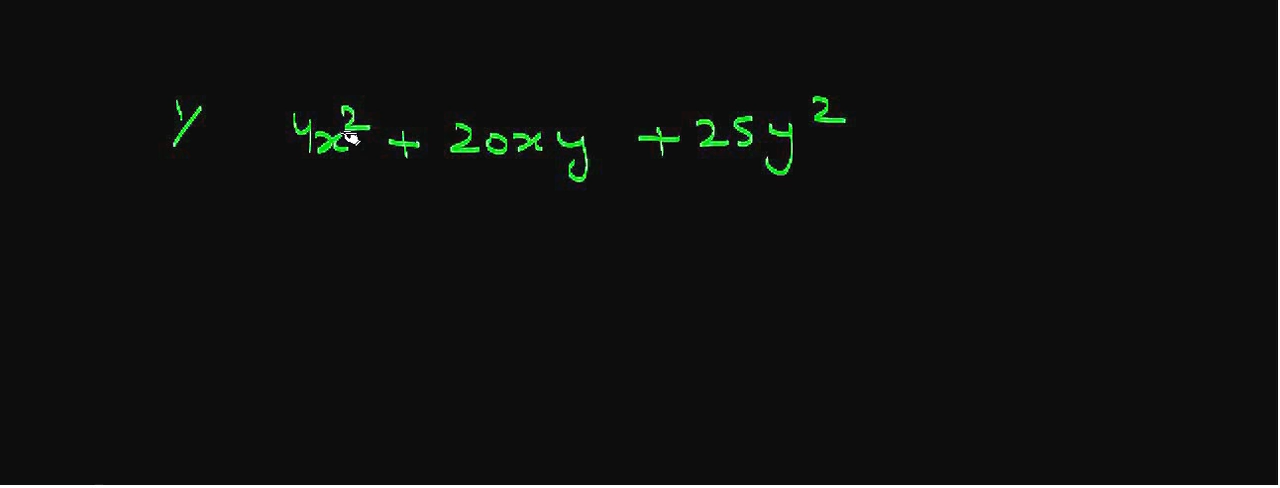 1/ 4x² + 20xy + 25y²